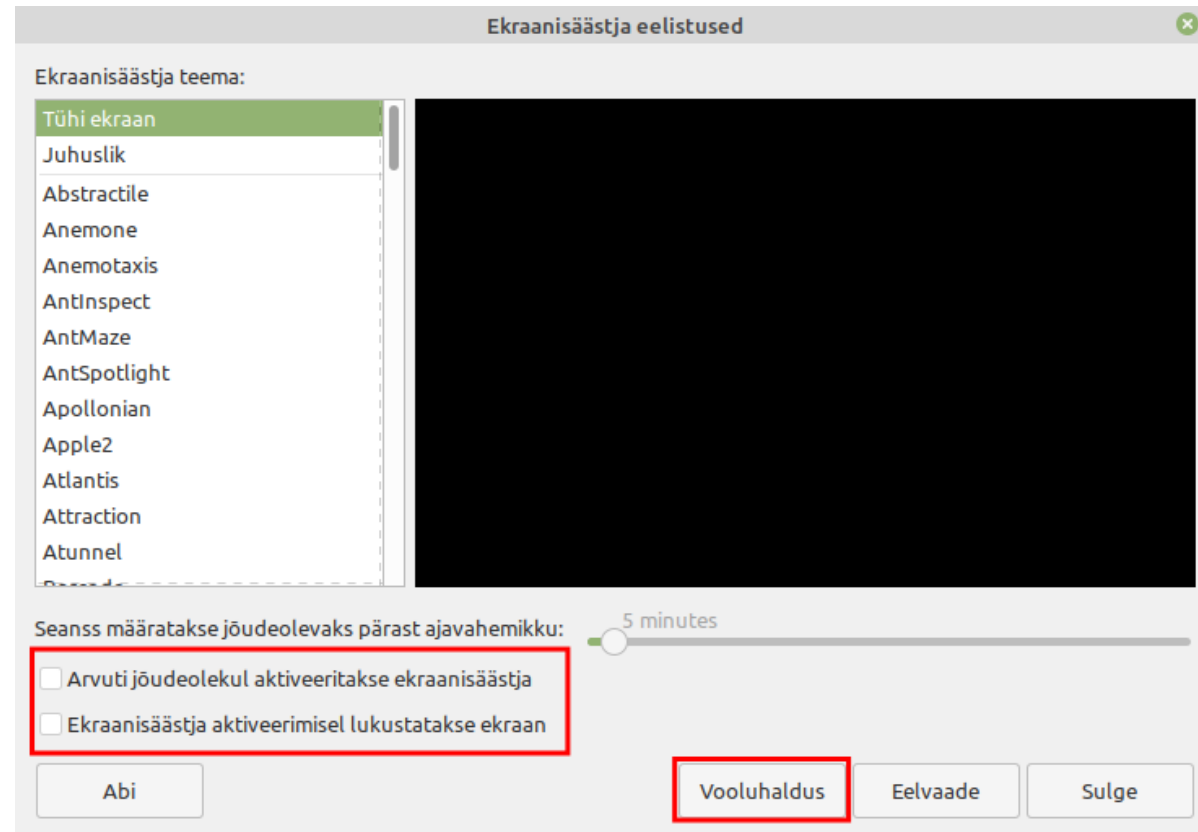 Ekraanisäästja eelistused
Ekraanisäästja teema:
Tühi ekraan
Juhuslik
Abstractile
Anemone
Anemotaxis
AntInspect
AntMaze
AntSpotlight
Apollonian
Apple2
Atlantis
Attraction
Atunnel
Seanss määratakse jõudeolevaks pärast ajavahemikku:
5 minutes
Arvuti jõudeolekul aktiveeritakse ekraanisäästja
Ekraanisäästja aktiveerimisel lukustatakse ekraan
Abi
Vooluhaldus
Eelvaade
Sulge